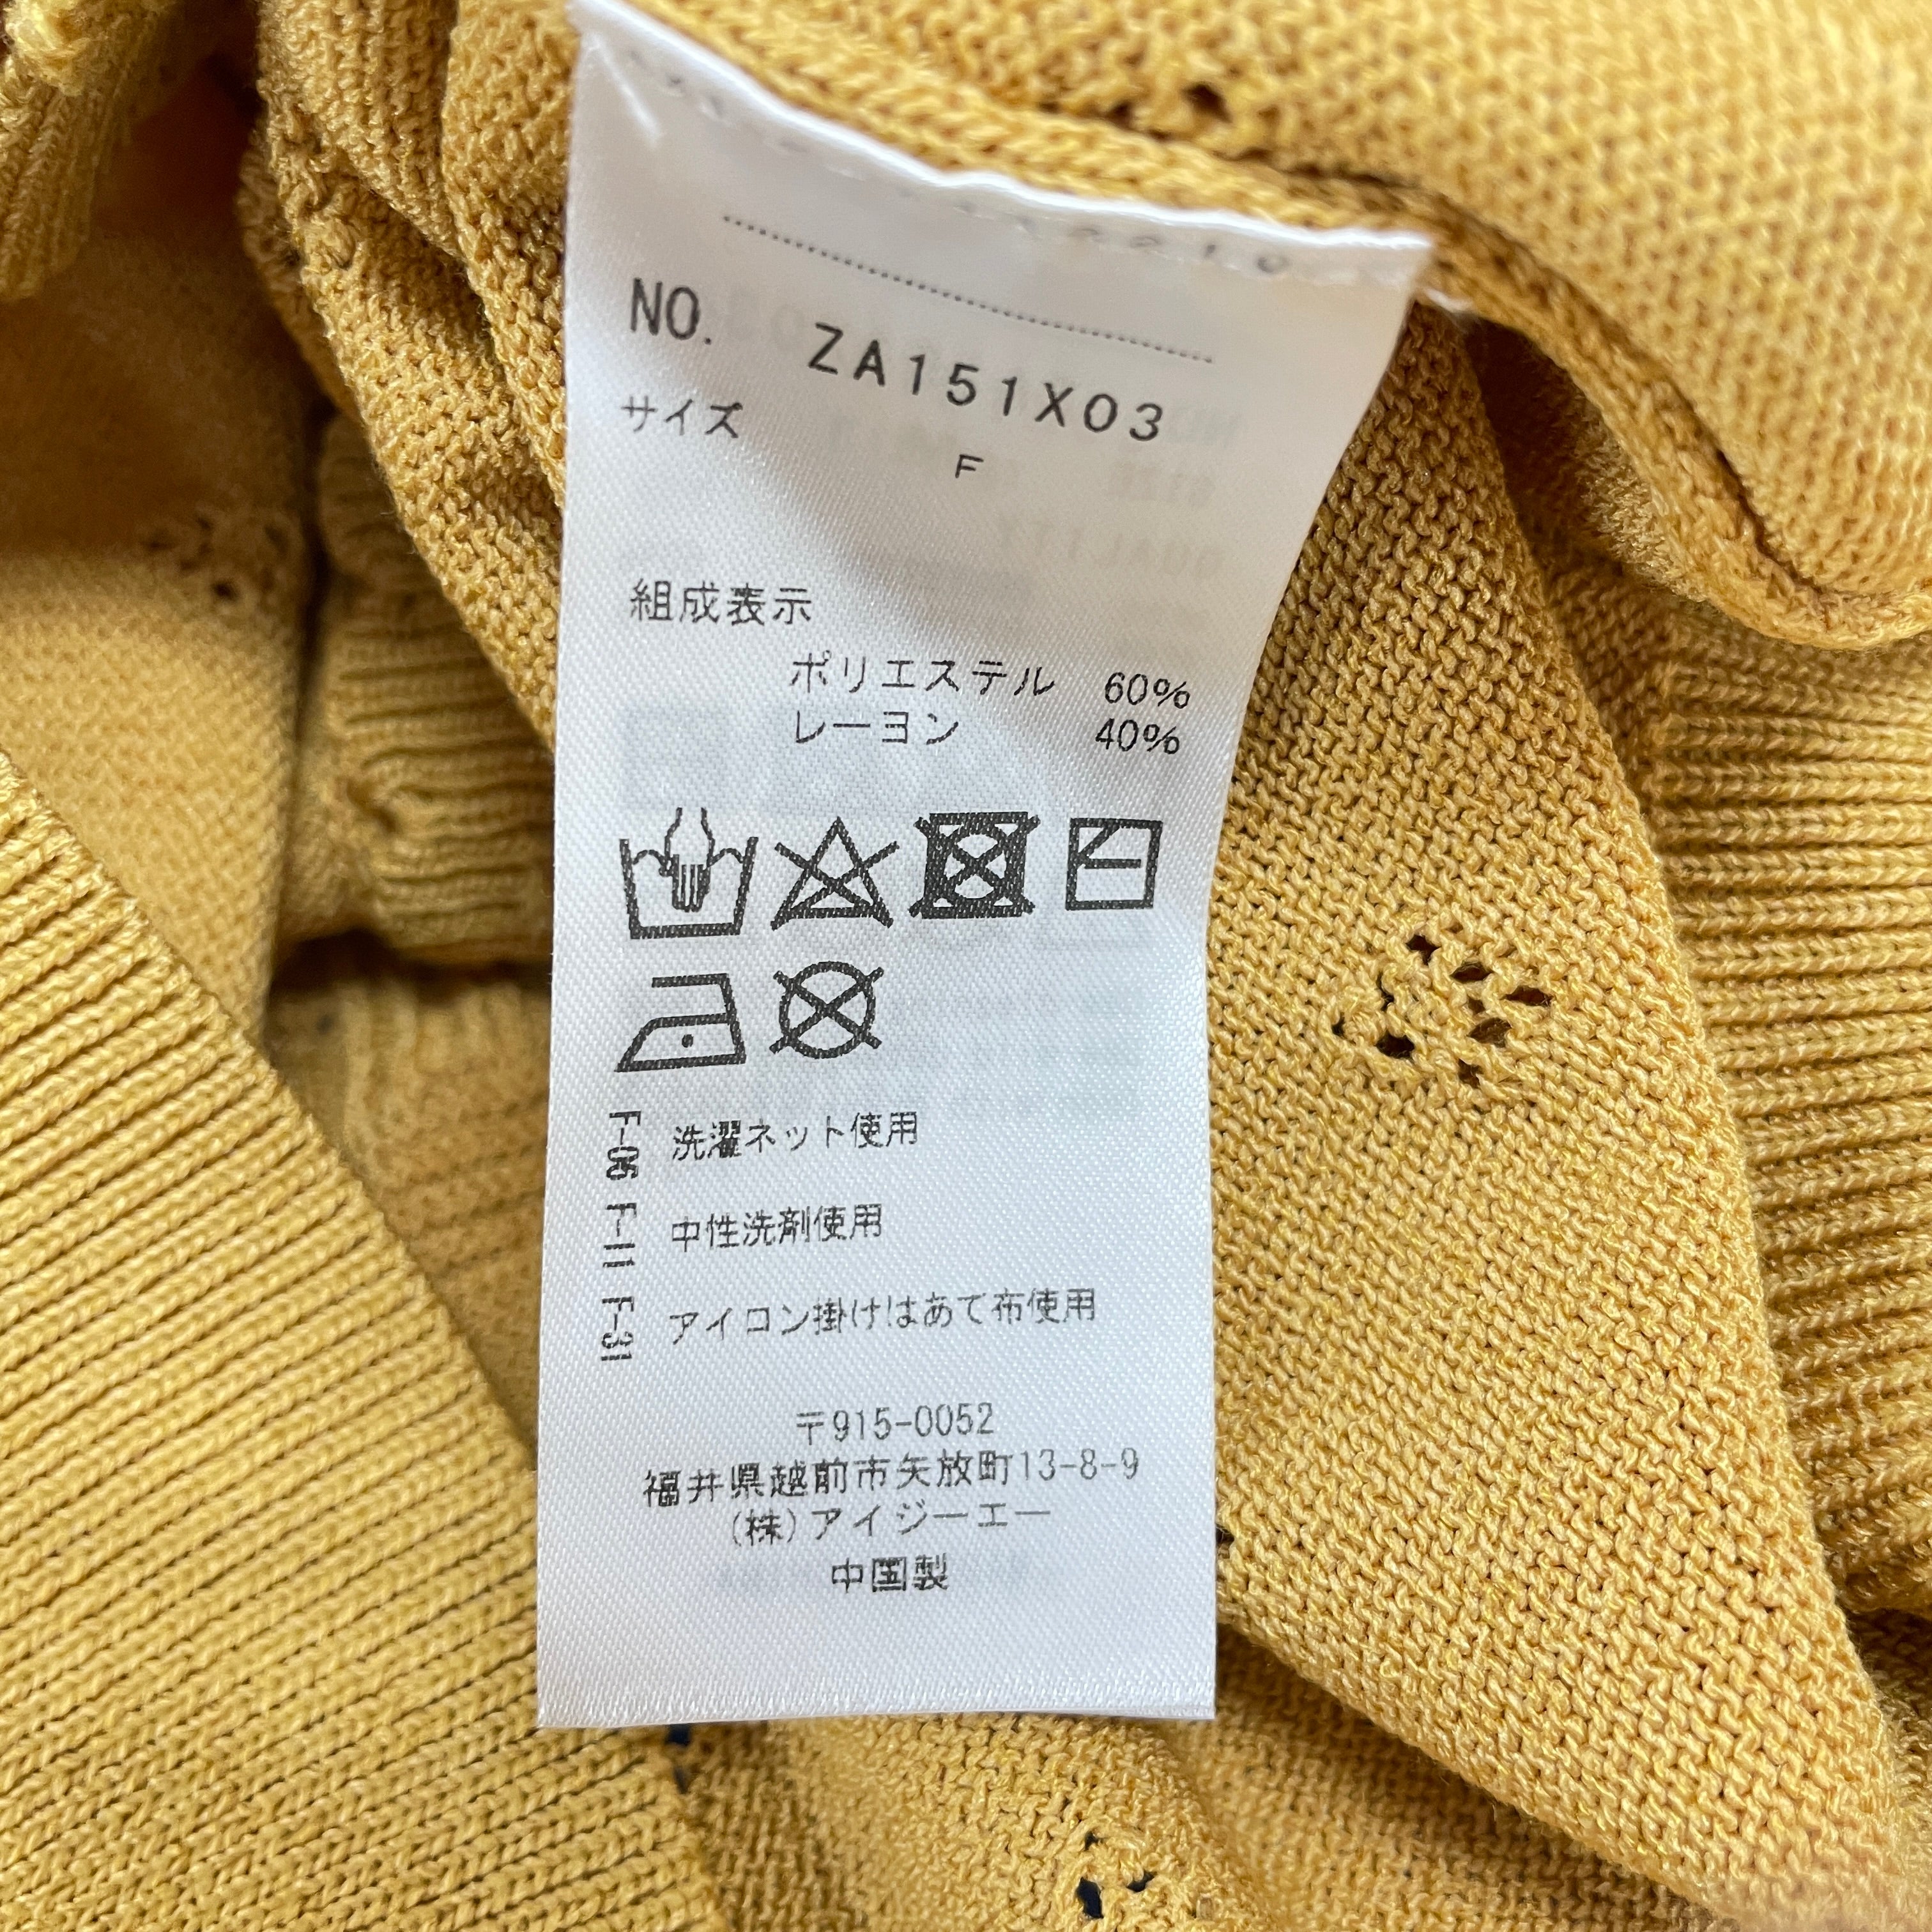 NO. ZA151X03
サイズ
F
組成表示
ポリエステル 60%
レーヨン 40%
F-06 洗濯ネット使用
F-11 中性洗剤使用
F-31 アイロン掛けはあて布使用
〒915-0052
福井県越前市矢放町13-8-9
(株)アイジーエー
中国製